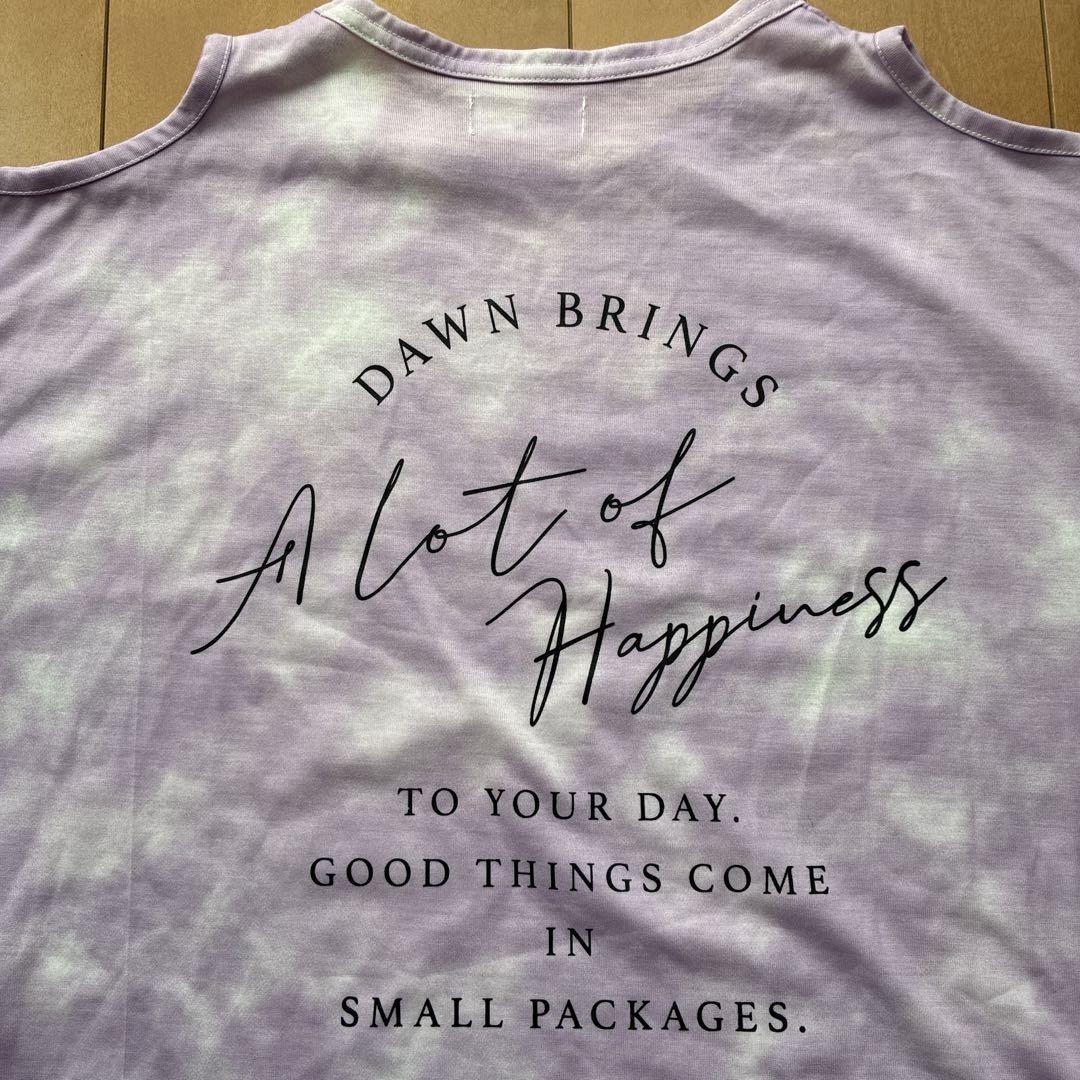 DAWN BRINGS
A lot of
Happiness
TO YOUR DAY.
GOOD THINGS COME
IN
SMALL PACKAGES.